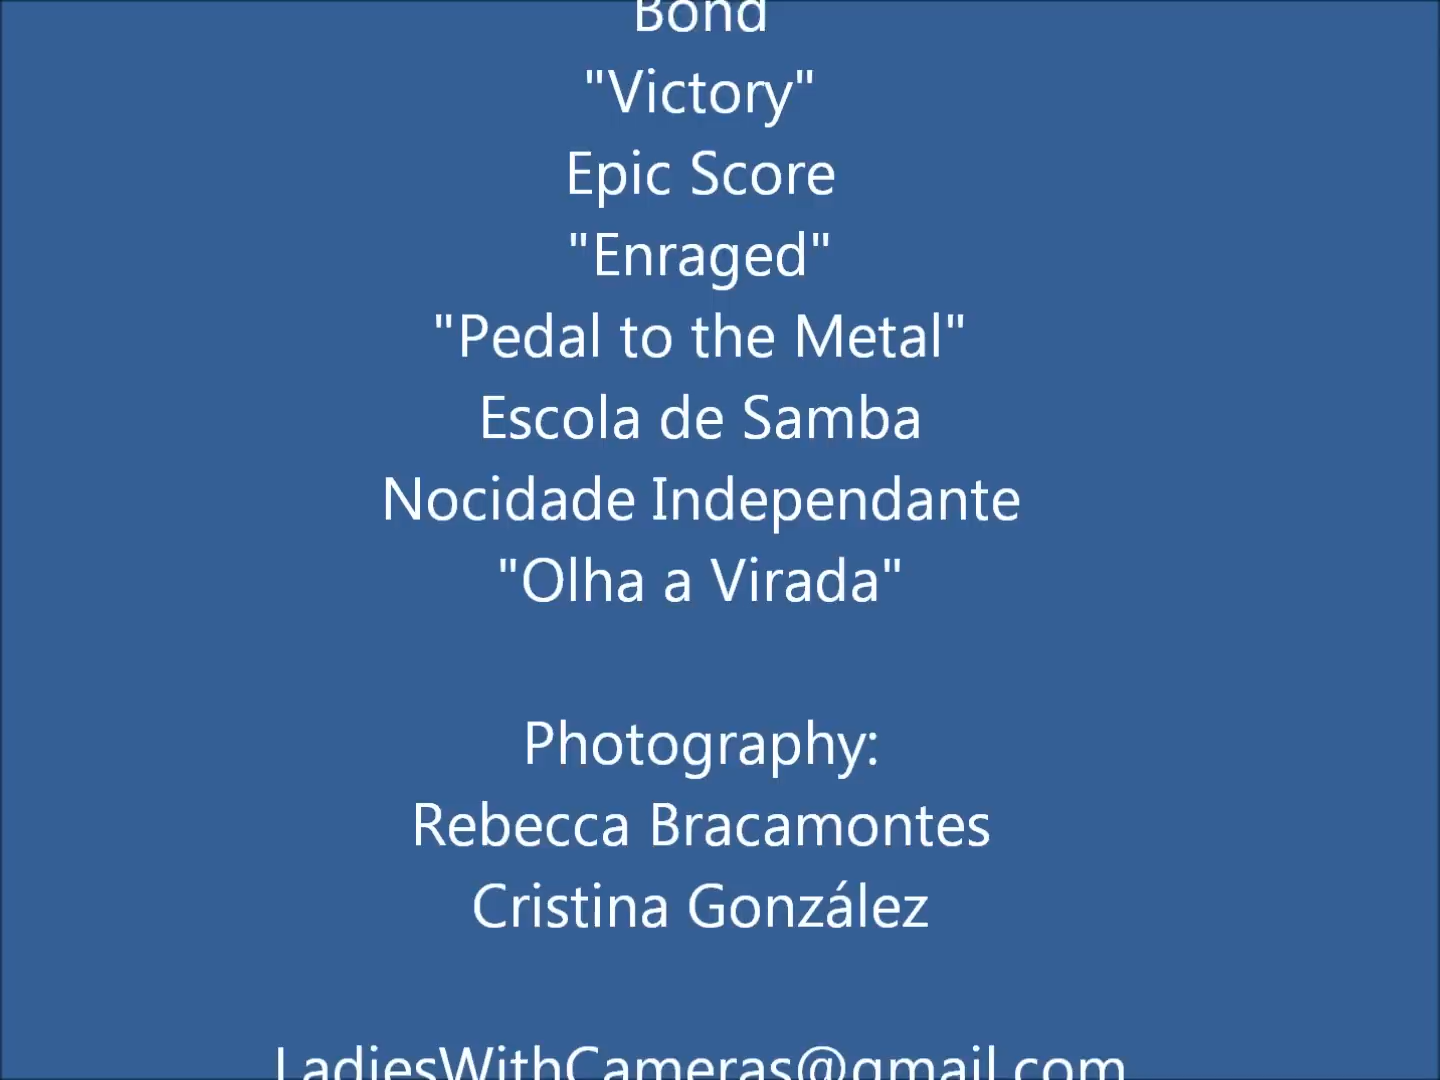 Bond
"Victory"
Epic Score
"Enraged"
"Pedal to the Metal"
Escola de Samba
Nocidade Independante
"Olha a Virada"
Photography:
Rebecca Bracamontes
Cristina González
LadiesWithCameras@gmail.com